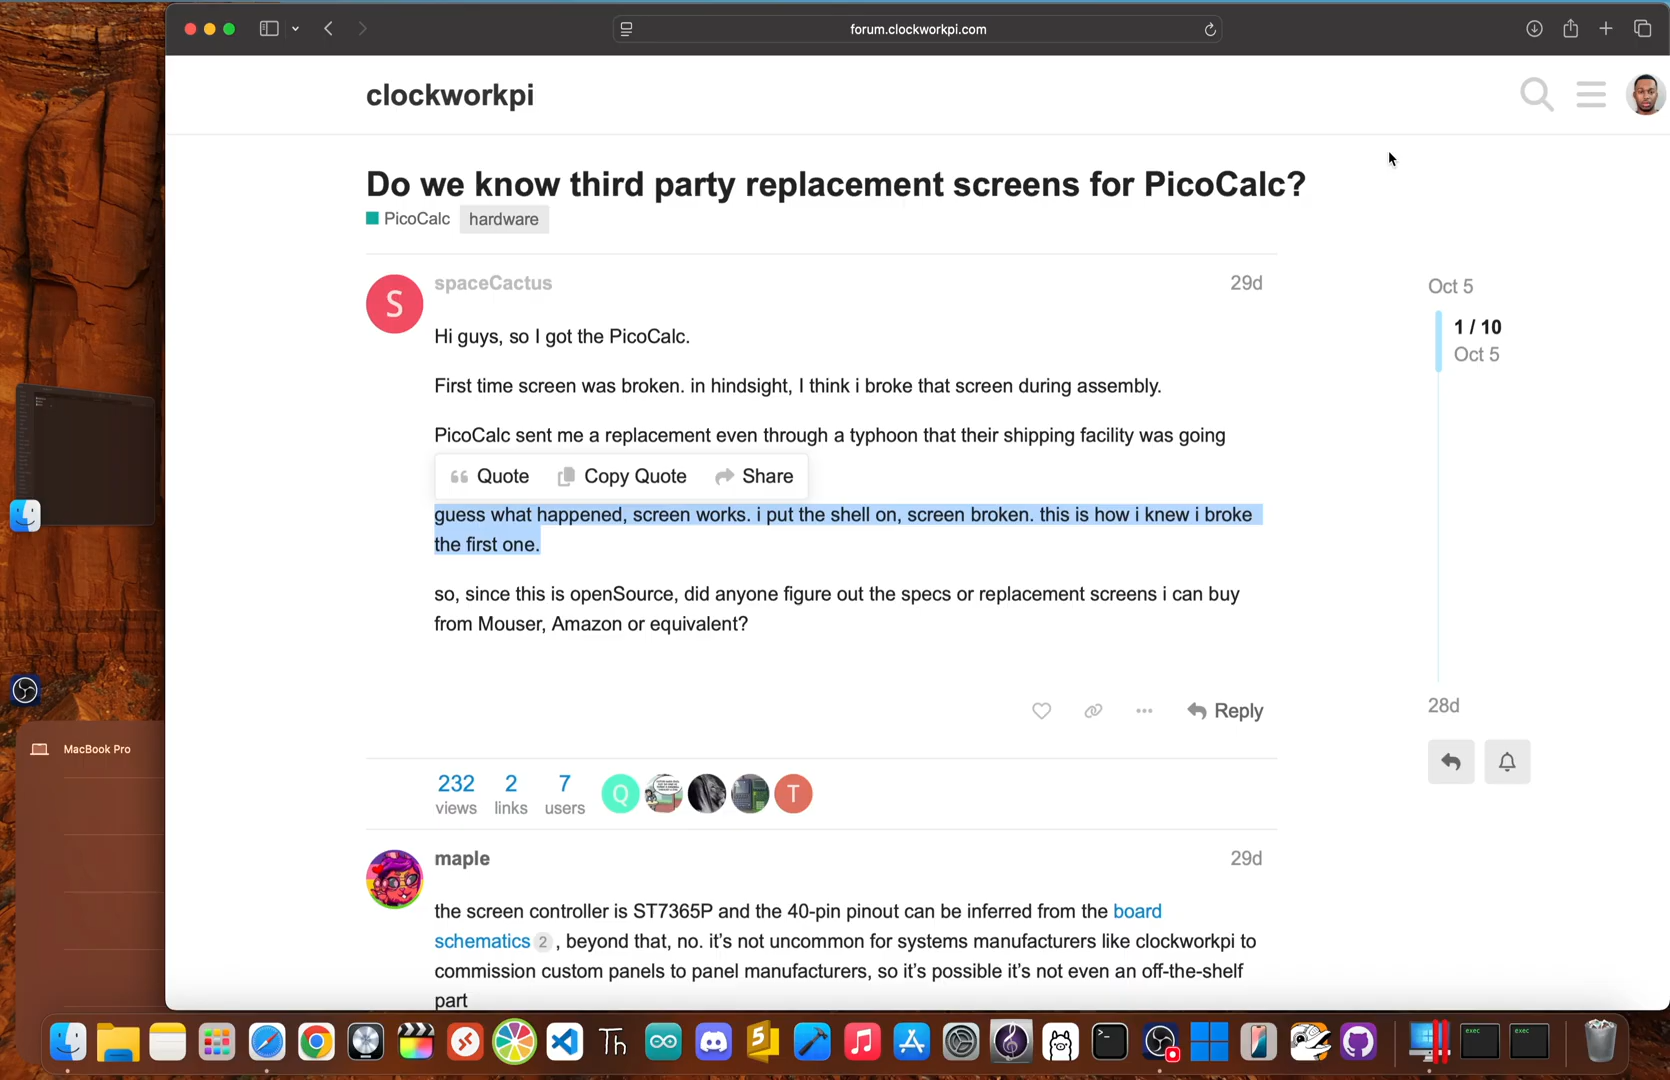 forum.clockworkpi.com
clockworkpi
Do we know third party replacement screens for PicoCalc?
PicoCalc hardware
S
spaceCactus 29d
Hi guys, so I got the PicoCalc.
First time screen was broken. in hindsight, I think i broke that screen during assembly.
PicoCalc sent me a replacement even through a typhoon that their shipping facility was going
Quote Copy Quote Share
guess what happened, screen works. i put the shell on, screen broken. this is how i knew i broke
the first one.
so, since this is openSource, did anyone figure out the specs or replacement screens i can buy
from Mouser, Amazon or equivalent?
Reply
232 2 7 Q T
views links users
maple 29d
the screen controller is ST7365P and the 40-pin pinout can be inferred from the board
schematics 2 , beyond that, no. it's not uncommon for systems manufacturers like clockworkpi to
commission custom panels to panel manufacturers, so it's possible it's not even an off-the-shelf
part
Oct 5
1 / 10
Oct 5
28d
MacBook Pro
Th
5
exec
exec